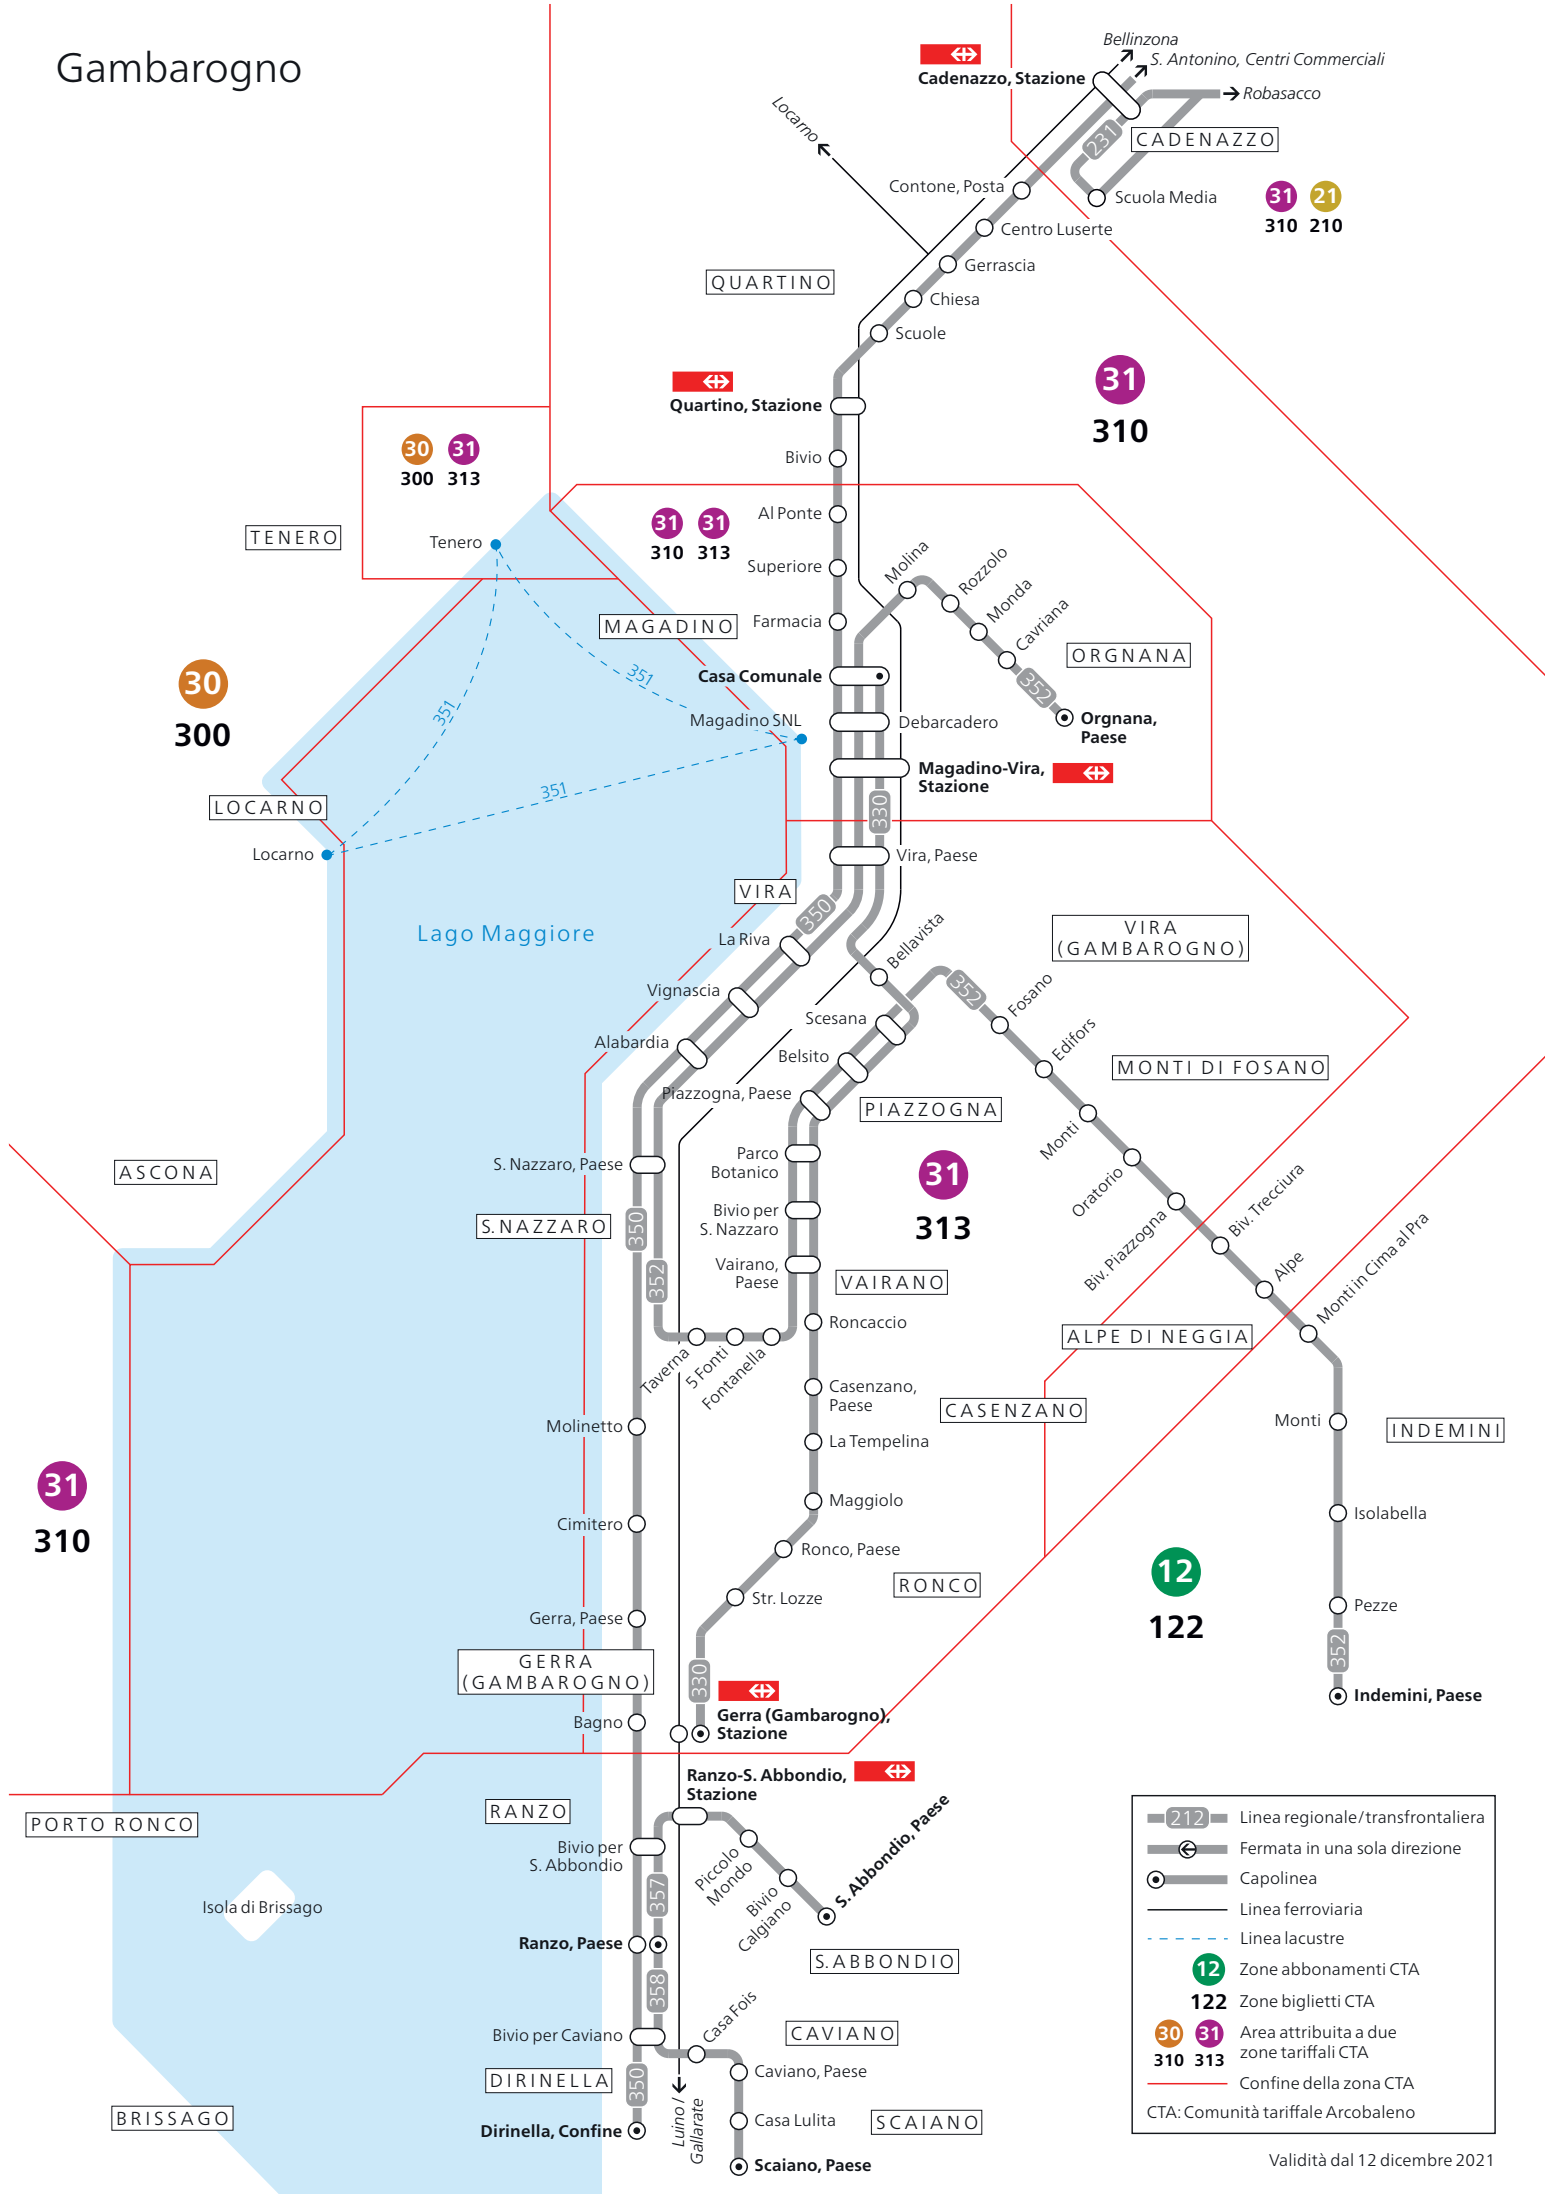 Gambarogno
Bellinzona
S. Antonino, Centri Commerciali
Cadenazzo, Stazione
Robasacco
Locarno
231
CADENAZZO
Contone, Posta
Scuola Media
31 21
310 210
Centro Luserte
Gerrascia
QUARTINO
Chiesa
Scuole
31
310
Quartino, Stazione
30 31
300 313
Bivio
31 31
310 313
Al Ponte
TENERO
Tenero
Superiore
Molina
Rozzolo
Monda
Cavriana
MAGADINO
Farmacia
ORGNANA
30
300
351
351
Casa Comunale
352
Magadino SNL
Debarcadero
Orgnana,
Paese
Magadino-Vira,
Stazione
351
LOCARNO
330
Locarno
Vira, Paese
VIRA
350
Lago Maggiore
La Riva
Bellavista
VIRA
(GAMBAROGNO)
Vignascia
352
Fosano
Scesana
Edifors
Alabardia
Belsito
MONTI DI FOSANO
Piazzogna, Paese
PIAZZOGNA
Monti
Parco
Botanico
S. Nazzaro, Paese
ASCONA
31
313
Oratorio
Biv. Trecciura
S. NAZZARO
350
Bivio per
S. Nazzaro
Biv. Piazzogna
Monti in Cima al Pra
352
Vairano,
Paese
VAIRANO
Alpe
Roncaccio
ALPE DI NEGGIA
Taverna
5 Fonti
Fontanella
Casenzano,
Paese
CASENZANO
Molinetto
La Tempelina
Monti
INDEMINI
31
310
Maggiolo
Isolabella
Cimitero
Ronco, Paese
RONCO
12
122
Str. Lozze
Pezze
Gerra, Paese
GERRA
(GAMBAROGNO)
330
352
Indemini, Paese
Bagno
Gerra (Gambarogno),
Stazione
Ranzo-S. Abbondio,
Stazione
PORTO RONCO
RANZO
Bivio per
S. Abbondio
Piccolo
Mondo
Bivio
Calgiano
S. Abbondio, Paese
357
Isola di Brissago
Ranzo, Paese
S. ABBONDIO
358
Casa Fois
Bivio per Caviano
CAVIANO
DIRINELLA
350
Caviano, Paese
BRISSAGO
Luino /
Gallarate
Casa Lulita
SCAIANO
Dirinella, Confine
Scaiano, Paese
212 Linea regionale/transfrontaliera
Fermata in una sola direzione
Capolinea
Linea ferroviaria
Linea lacustre
12 Zone abbonamenti CTA
122 Zone biglietti CTA
30 31 Area attribuita a due
310 313 zone tariffali CTA
Confine della zona CTA
CTA: Comunità tariffale Arcobaleno
Validità dal 12 dicembre 2021